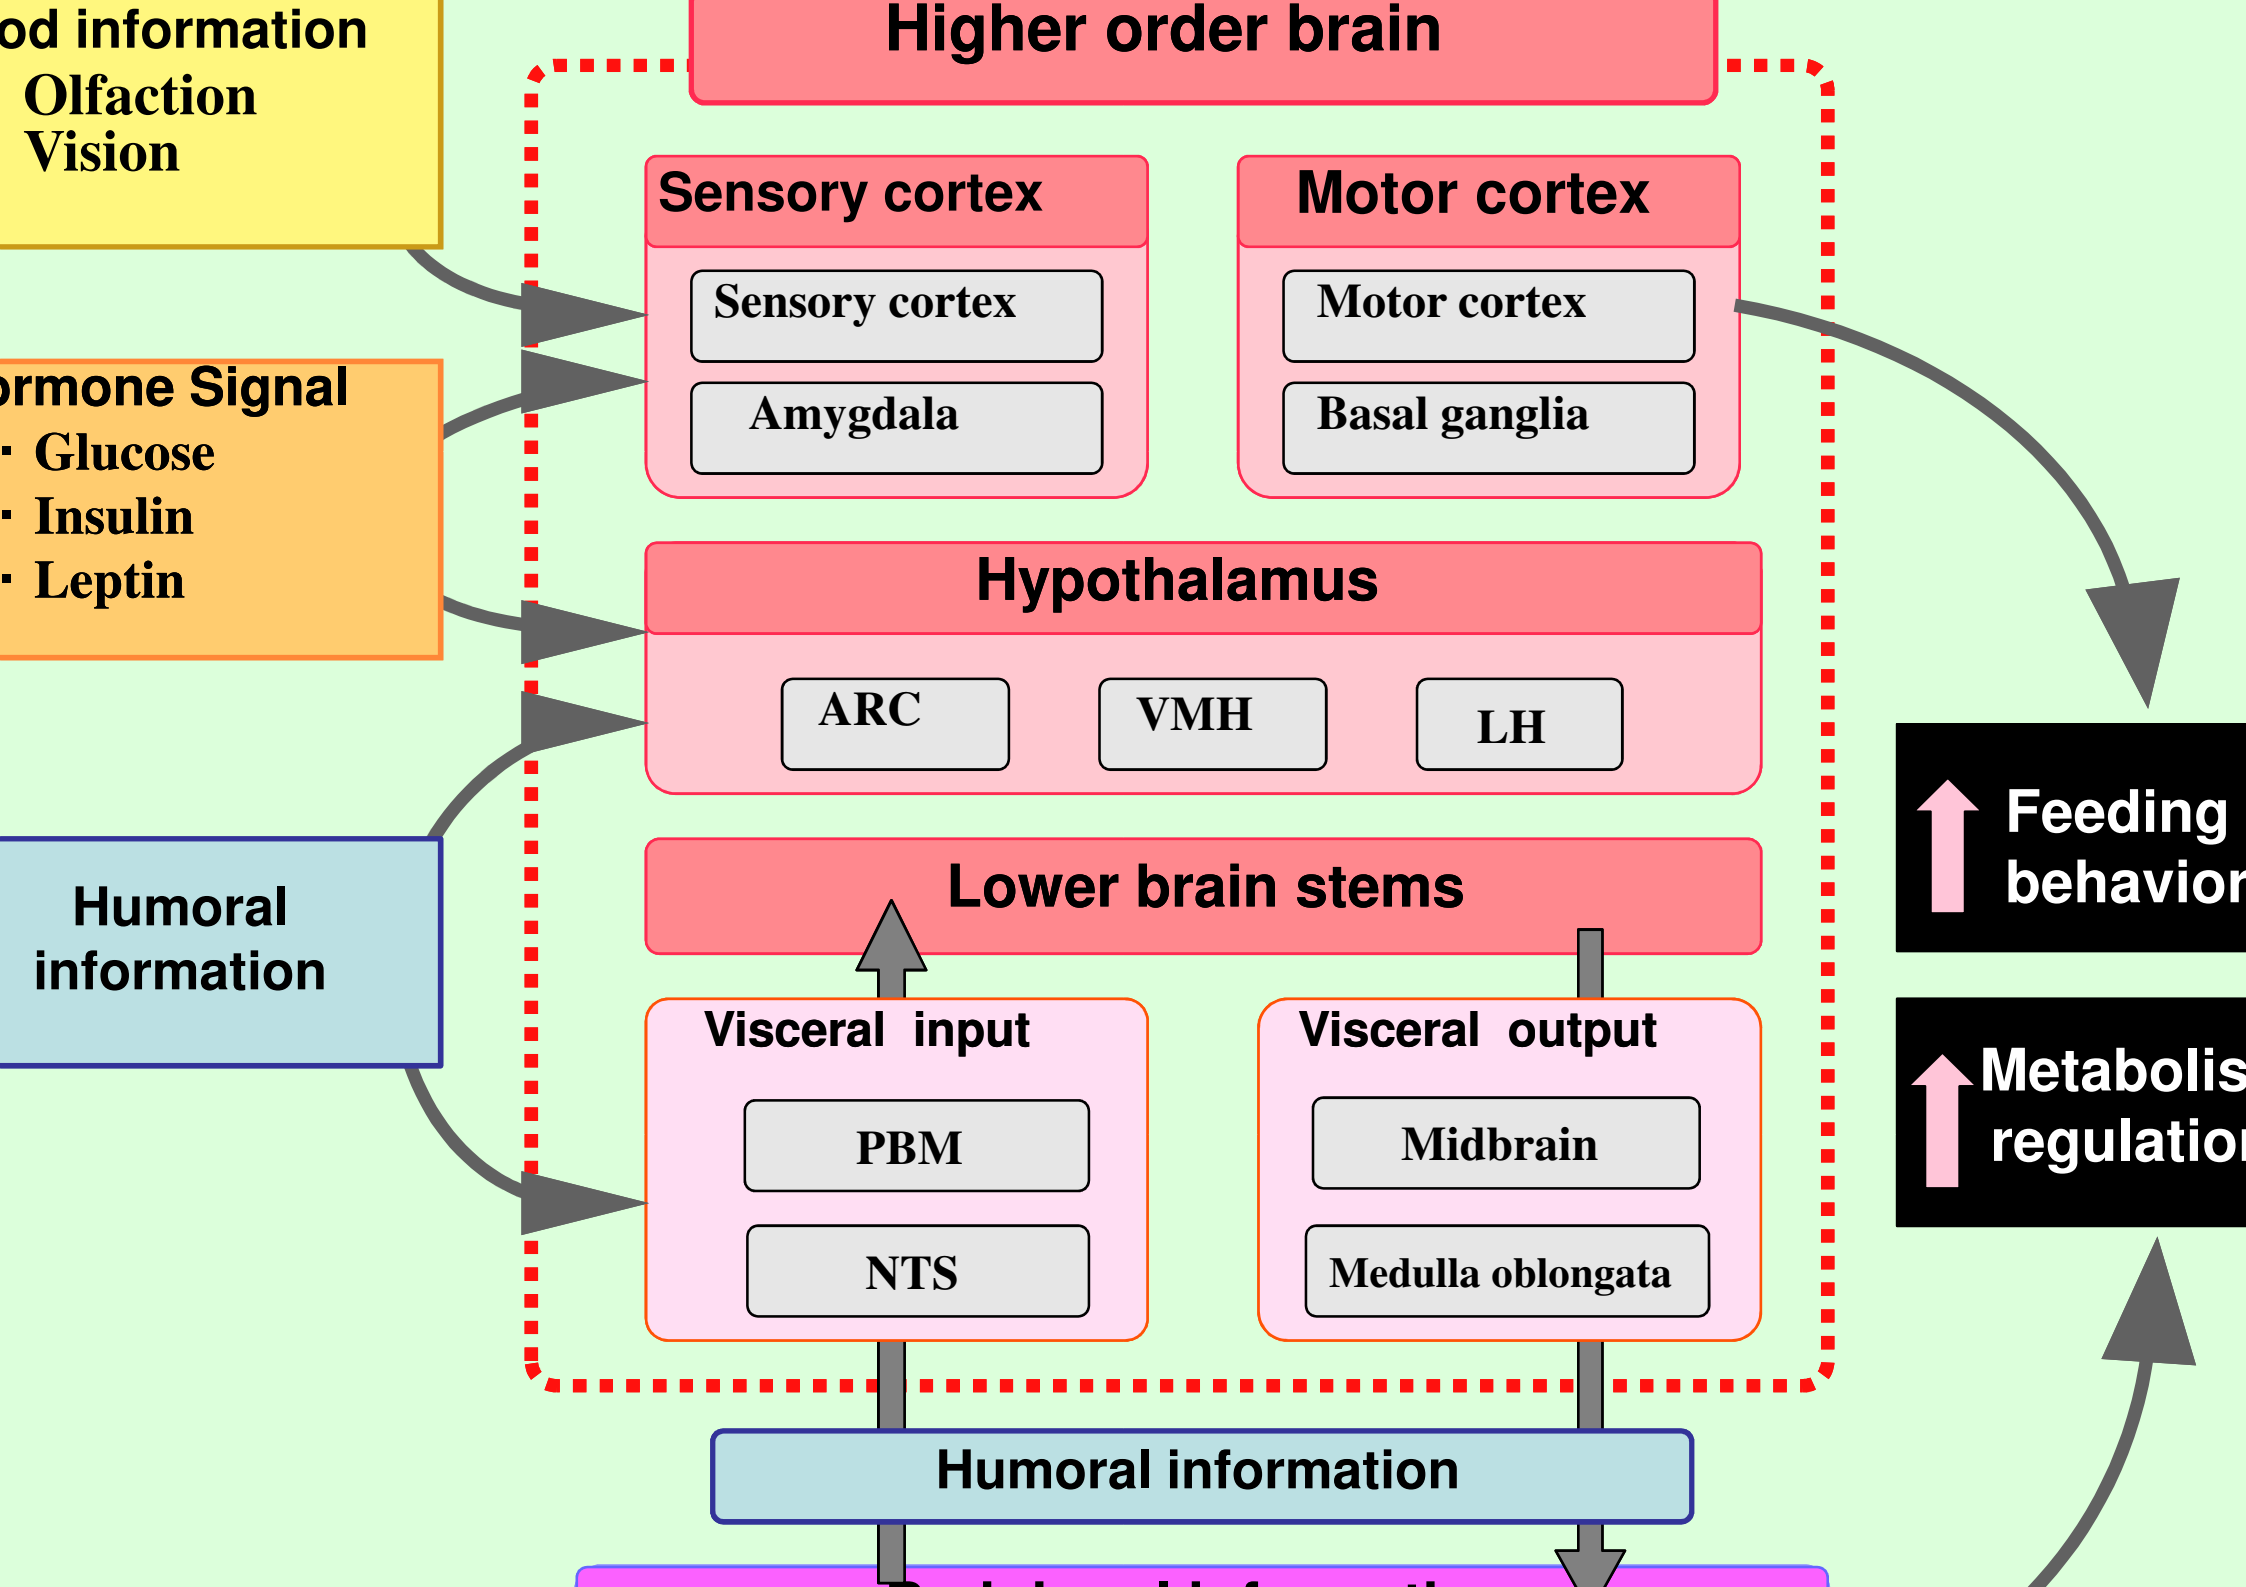 Higher order brain
od information
Olfaction
Vision
Sensory cortex
Motor cortex
Sensory cortex
Motor cortex
Amygdala
Basal ganglia
ormone Signal
· Glucose
· Insulin
· Leptin
Hypothalamus
ARC
VMH
LH
Feeding
behavior
Lower brain stems
Humoral
information
Visceral input
Visceral output
PBM
Midbrain
NTS
Medulla oblongata
Metabolis
regulation
Humoral information